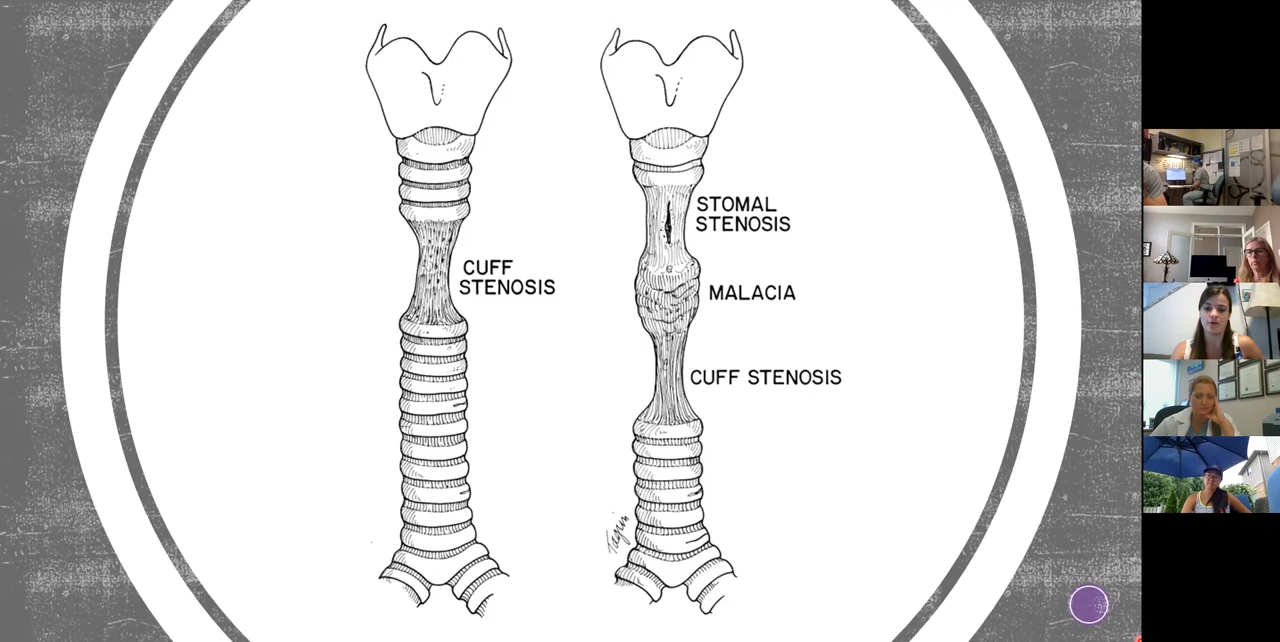 CUFF
STENOSIS
STOMAL
STENOSIS
MALACIA
CUFF STENOSIS